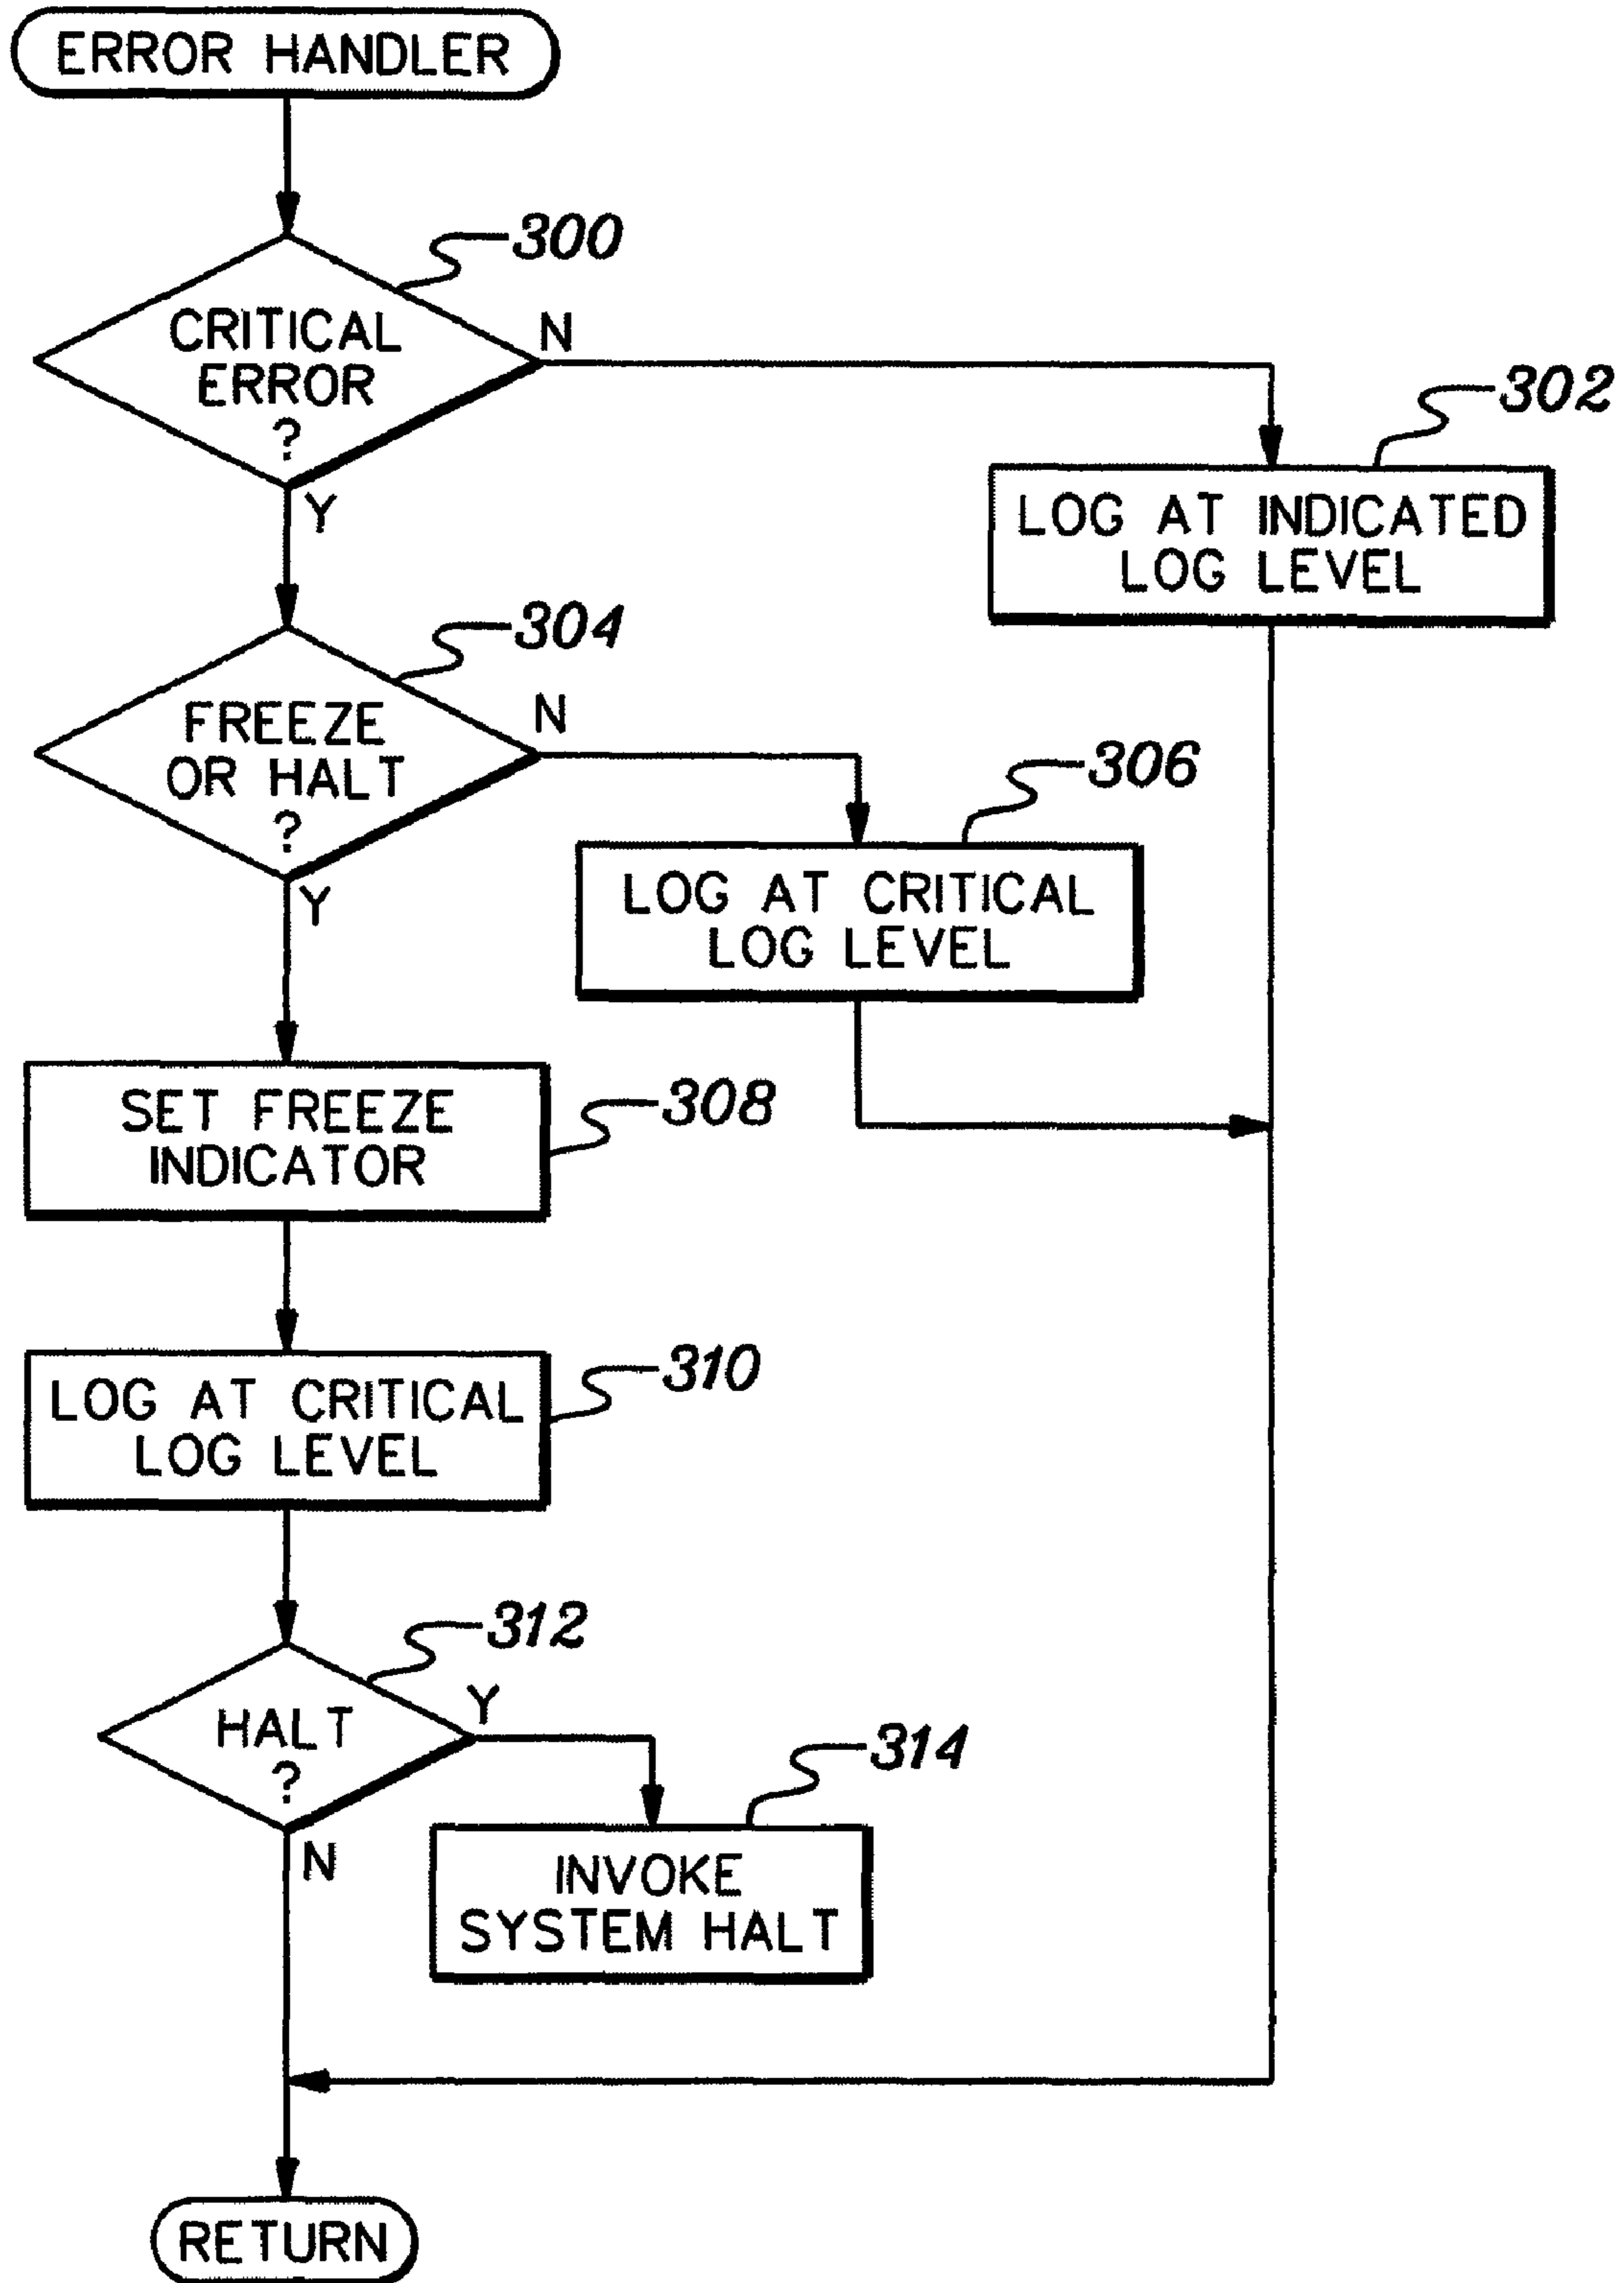 ERROR HANDLER
300
CRITICAL
ERROR
?
N
Y
302
LOG AT INDICATED
LOG LEVEL
304
FREEZE
OR HALT
?
N
Y
306
LOG AT CRITICAL
LOG LEVEL
SET FREEZE
INDICATOR
308
LOG AT CRITICAL
LOG LEVEL
310
312
HALT
?
Y
N
314
INVOKE
SYSTEM HALT
RETURN